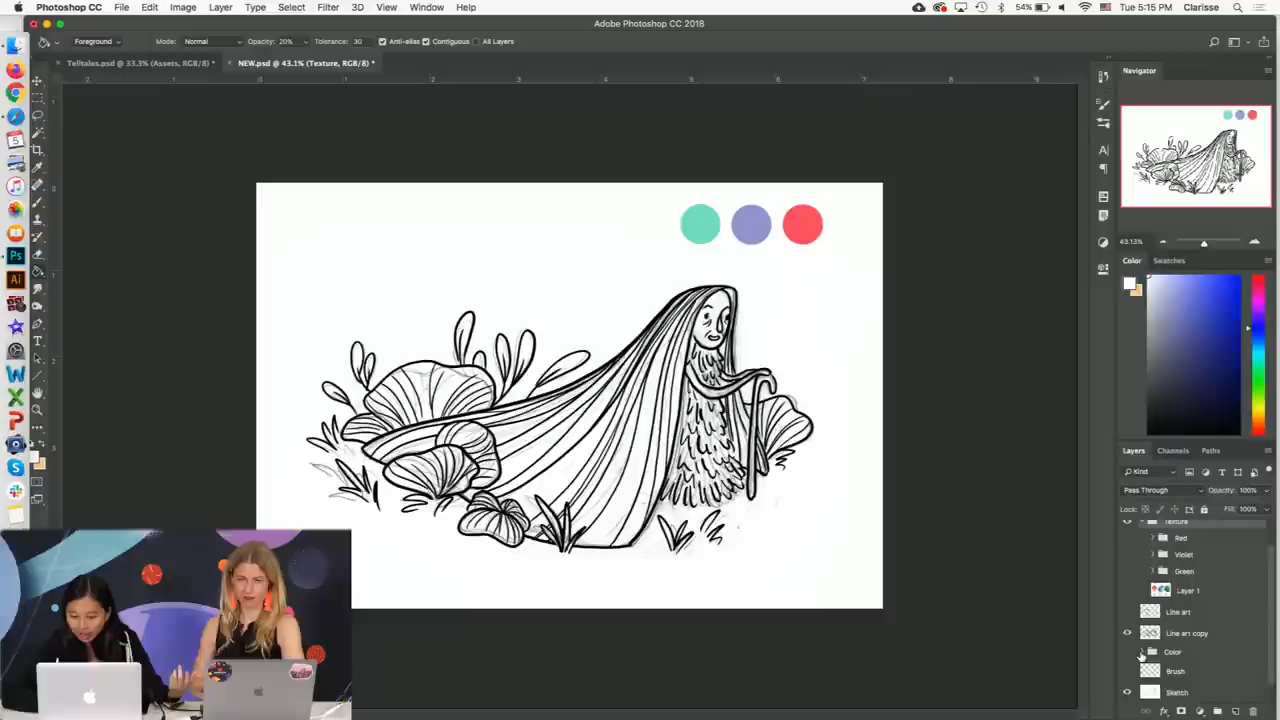 Photoshop CC File Edit Image Layer Type Select Filter 3D View Window Help 54% Tue 5:15 PM Clarisse
Adobe Photoshop CC 2018
Foreground Mode: Normal Opacity: 20% Tolerance: 30 Anti-alias Contiguous All Layers
Telltales.psd @ 33.3% (Assets, RGB/8) * NEW.psd @ 43.1% (Texture, RGB/8) *
Navigator
43.13%
Color Swatches
Layers Channels Paths
Kind
Pass Through Opacity: 100%
Lock: Fill: 100%
Texture
Red
Violet
Green
Layer 1
Line art
Line art copy
Color
Brush
Sketch